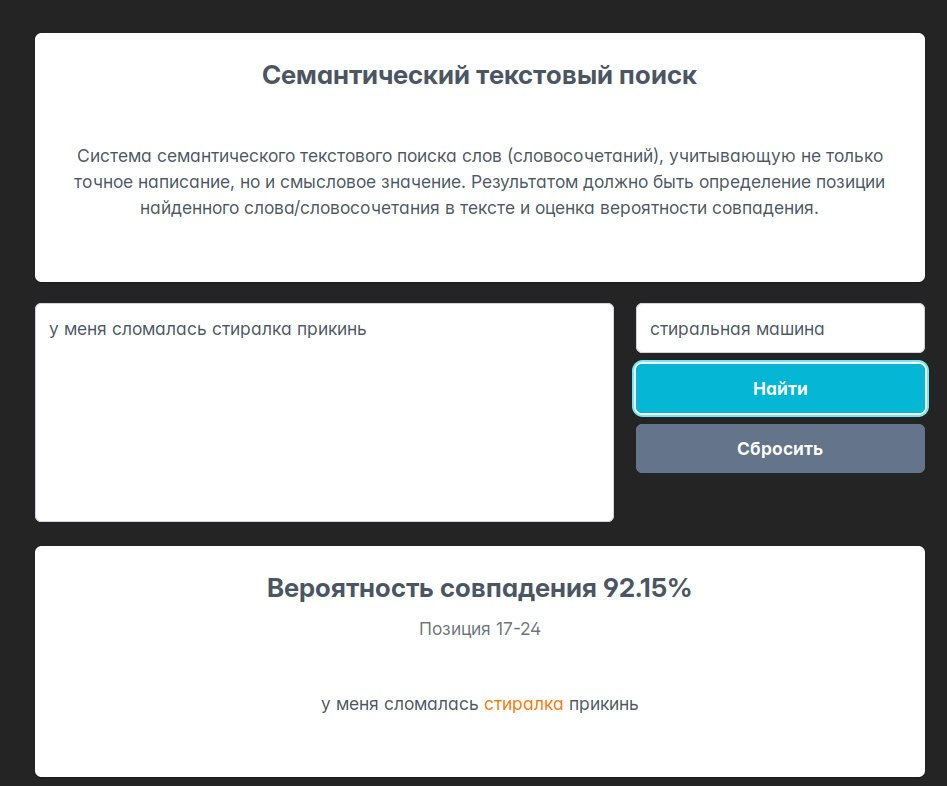 Семантический текстовый поиск
Система семантического текстового поиска слов (словосочетаний), учитывающую не только
точное написание, но и смысловое значение. Результатом должно быть определение позиции
найденного слова/словосочетания в тексте и оценка вероятности совпадения.
у меня сломалась стиралка прикинь
стиральная машина
Найти
Сбросить
Вероятность совпадения 92.15%
Позиция 17-24
у меня сломалась стиралка прикинь